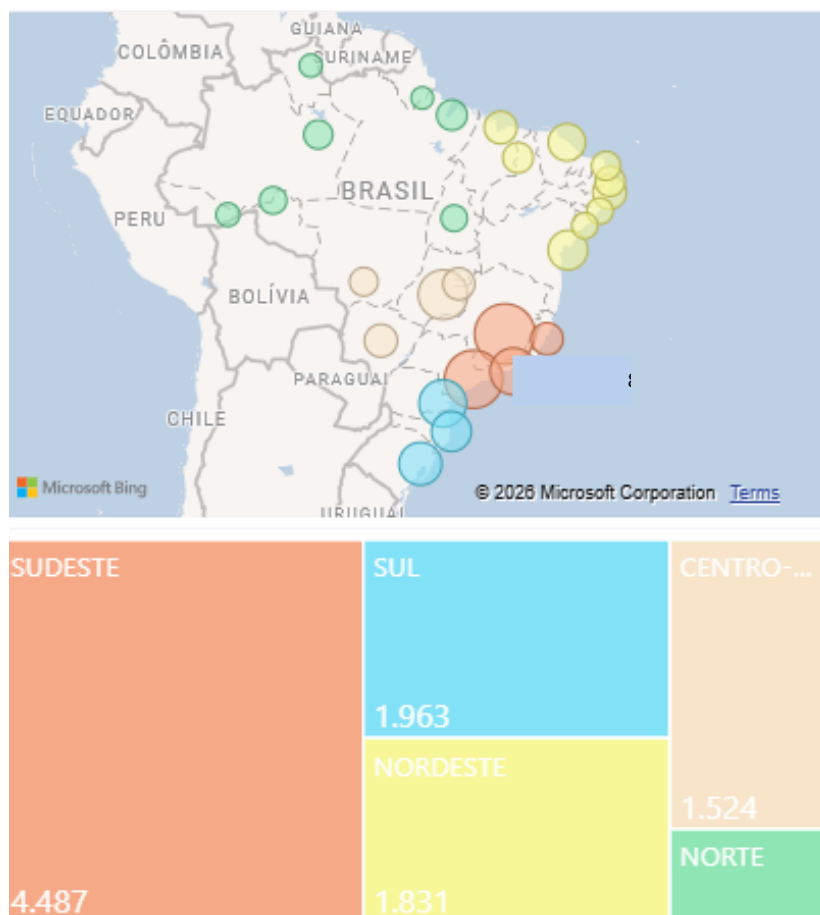 GUIANA
COLÔMBIA
SURINAME
EQUADOR
BRASIL
PERU
BOLÍVIA
PARAGUAI
CHILE
Microsoft Bing
© 2026 Microsoft Corporation Terms
URUGUAI
SUDESTE
SUL
CENTRO-...
1.963
NORDESTE
1.524
NORTE
4.487
1.831